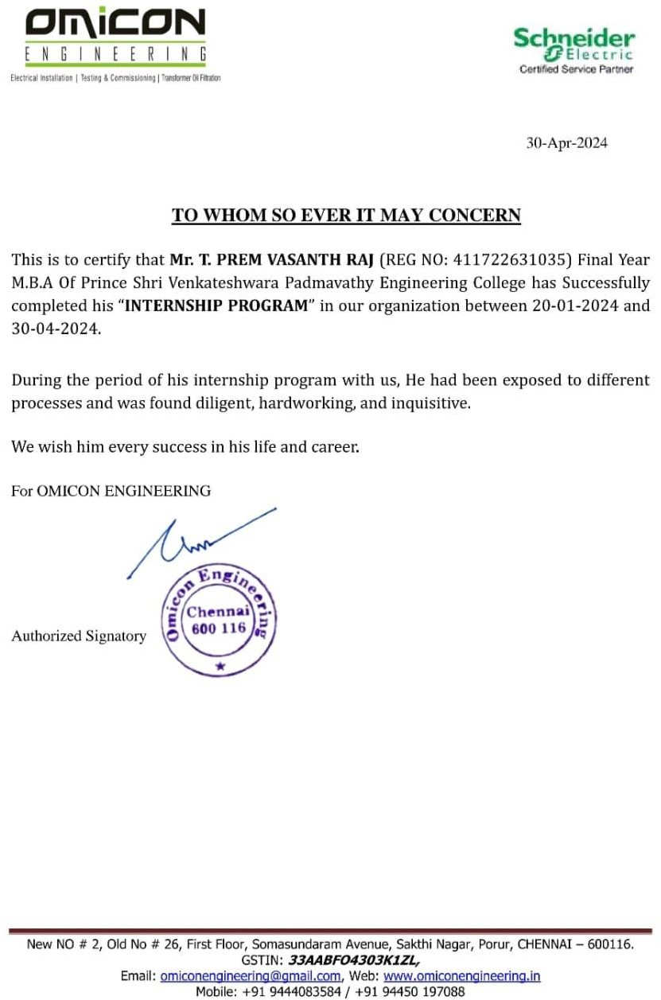 OMiCON
ENGINEERING
Electrical Installation | Testing & Commissioning | Transformer Oil Filtration
Schneider
Electric
Certified Service Partner
30-Apr-2024
TO WHOM SO EVER IT MAY CONCERN
This is to certify that Mr. T. PREM VASANTH RAJ (REG NO: 411722631035) Final Year
M.B.A Of Prince Shri Venkateshwara Padmavathy Engineering College has Successfully
completed his “INTERNSHIP PROGRAM” in our organization between 20-01-2024 and
30-04-2024.
During the period of his internship program with us, He had been exposed to different
processes and was found diligent, hardworking, and inquisitive.
We wish him every success in his life and career.
For OMICON ENGINEERING
Omicon Engineering
Chennai
600 116
Authorized Signatory
New NO # 2, Old No # 26, First Floor, Somasundaram Avenue, Sakthi Nagar, Porur, CHENNAI – 600116.
GSTIN: 33AABFO4303K1ZL,
Email: omiconengineering@gmail.com, Web: www.omiconengineering.in
Mobile: +91 9444083584 / +91 94450 197088